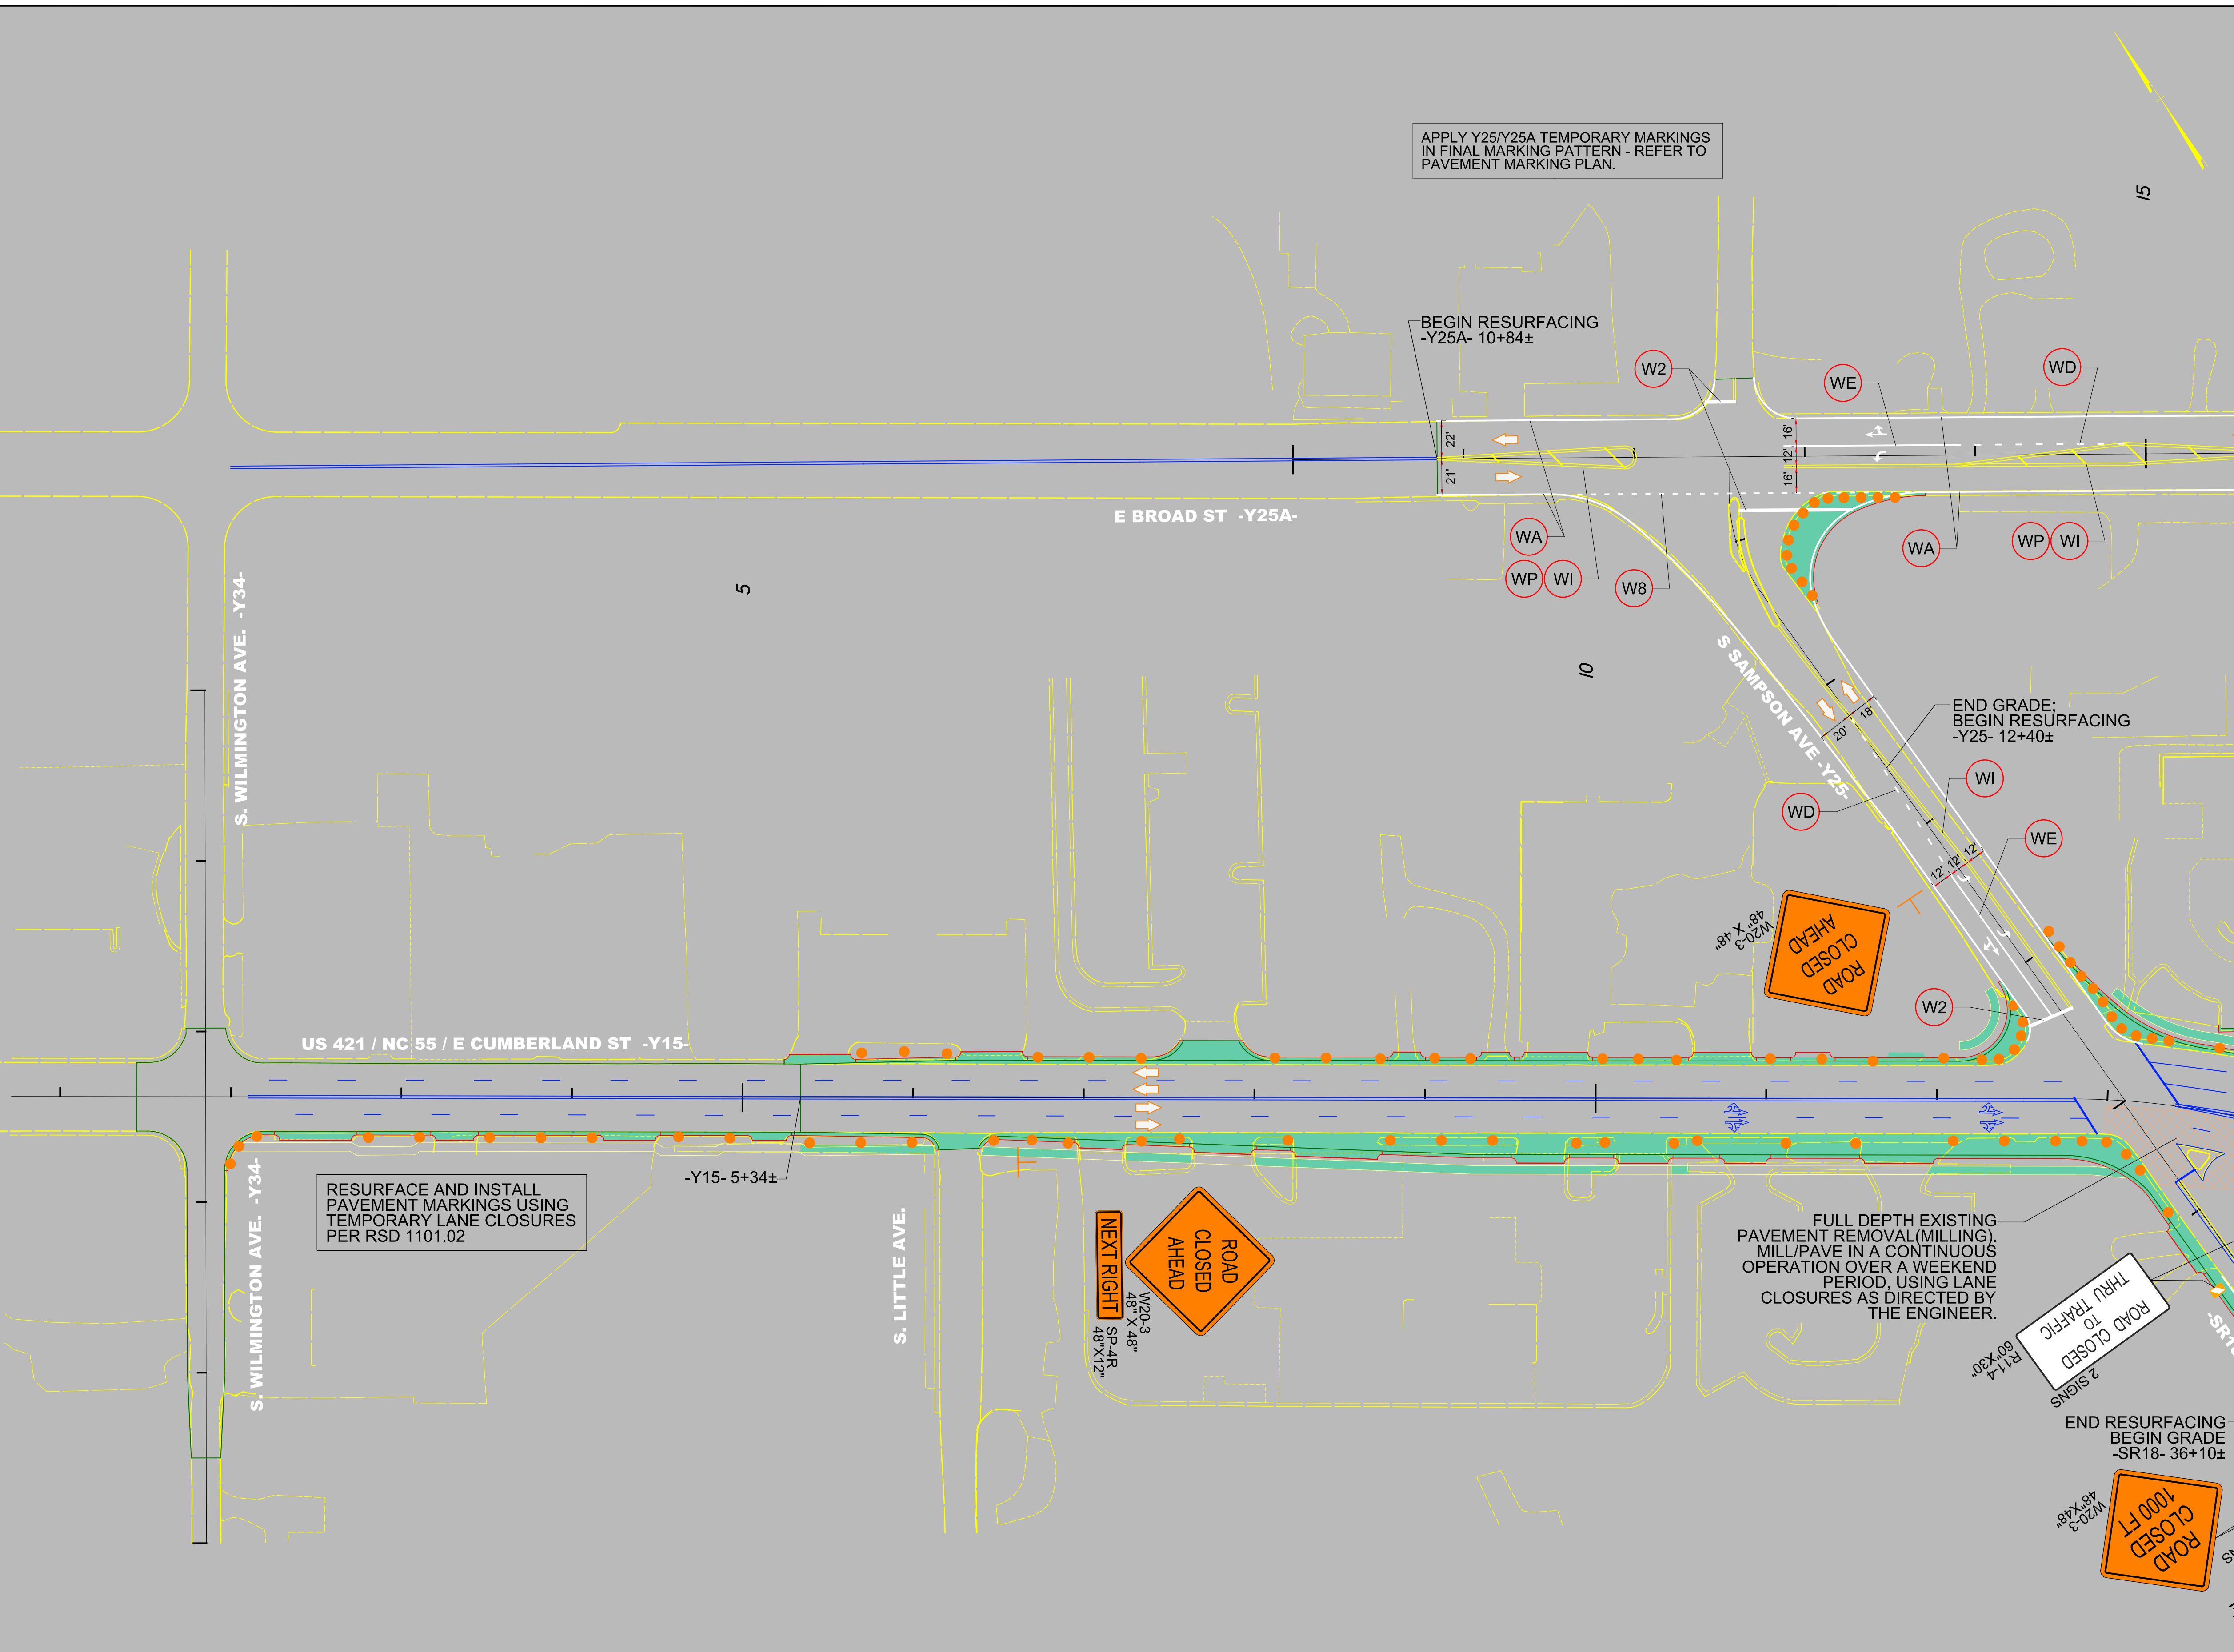 APPLY Y25/Y25A TEMPORARY MARKINGS
IN FINAL MARKING PATTERN - REFER TO
PAVEMENT MARKING PLAN.
15
BEGIN RESURFACING
-Y25A- 10+84±
W2
WE
WD
22'
21'
16'
12'
16'
E BROAD ST -Y25A-
WA
WP
WI
W8
WA
WP
WI
5
10
S. WILMINGTON AVE. -Y34-
S SAMPSON AVE -Y25-
18'
20'
END GRADE;
BEGIN RESURFACING
-Y25- 12+40±
WI
WD
WE
12'
12'
12'
ROAD
CLOSED
AHEAD
W20-3
48" X 48"
W2
US 421 / NC 55 / E CUMBERLAND ST -Y15-
-Y15- 5+34±
RESURFACE AND INSTALL
PAVEMENT MARKINGS USING
TEMPORARY LANE CLOSURES
PER RSD 1101.02
S. WILMINGTON AVE. -Y34-
S. LITTLE AVE.
ROAD
CLOSED
AHEAD
NEXT RIGHT
W20-3
48" X 48"
SP-4R
48"X12"
FULL DEPTH EXISTING
PAVEMENT REMOVAL(MILLING).
MILL/PAVE IN A CONTINUOUS
OPERATION OVER A WEEKEND
PERIOD, USING LANE
CLOSURES AS DIRECTED BY
THE ENGINEER.
ROAD CLOSED
TO
THRU TRAFFIC
R11-4
60"X30"
2 SIGNS
END RESURFACING
BEGIN GRADE
-SR18- 36+10±
ROAD
CLOSED
1000 FT
W20-3
48"X48"